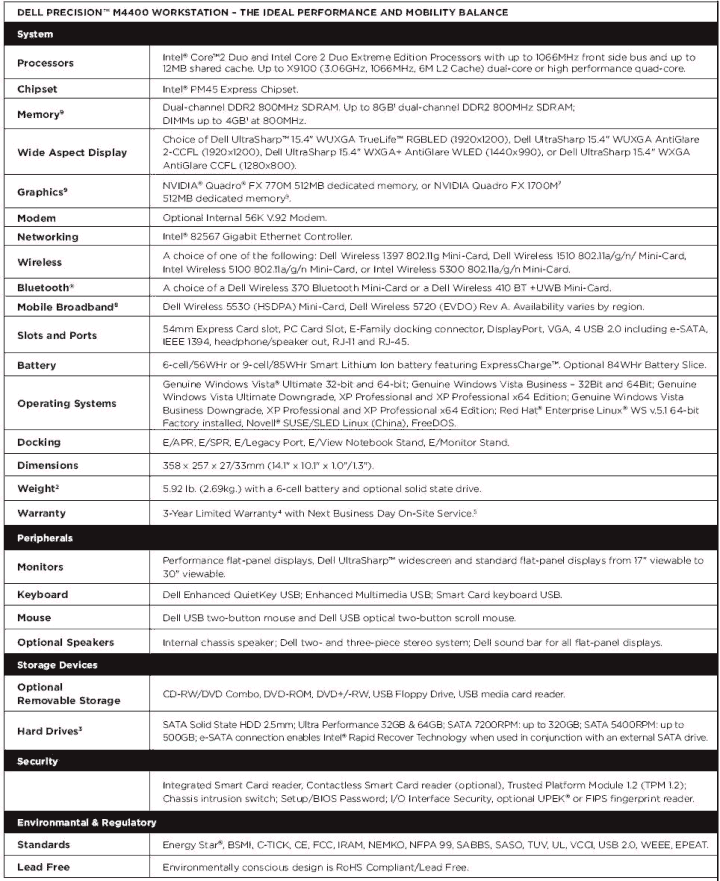 DELL PRECISION™ M4400 WORKSTATION – THE IDEAL PERFORMANCE AND MOBILITY BALANCE
System
Processors
Intel® Core™2 Duo and Intel Core 2 Duo Extreme Edition Processors with up to 1066MHz front side bus and up to
12MB shared cache. Up to X9100 (3.06GHz, 1066MHz, 6M L2 Cache) dual-core or high performance quad-core.
Chipset
Intel® PM45 Express Chipset.
Memory⁹
Dual-channel DDR2 800MHz SDRAM. Up to 8GB¹ dual-channel DDR2 800MHz SDRAM;
DIMMs up to 4GB¹ at 800MHz.
Wide Aspect Display
Choice of Dell UltraSharp™ 15.4" WUXGA TrueLife™ RGBLED (1920x1200), Dell UltraSharp 15.4" WUXGA AntiGlare
2-CCFL (1920x1200), Dell UltraSharp 15.4" WXGA+ AntiGlare WLED (1440x990), or Dell UltraSharp 15.4" WXGA
AntiGlare CCFL (1280x800).
Graphics⁹
NVIDIA® Quadro® FX 770M 512MB dedicated memory, or NVIDIA Quadro FX 1700M⁷
512MB dedicated memory⁹.
Modem
Optional Internal 56K V.92 Modem.
Networking
Intel® 82567 Gigabit Ethernet Controller.
Wireless
A choice of one of the following: Dell Wireless 1397 802.11g Mini-Card, Dell Wireless 1510 802.11a/g/n/ Mini-Card,
Intel Wireless 5100 802.11a/g/n Mini-Card, or Intel Wireless 5300 802.11a/g/n Mini-Card.
Bluetooth®
A choice of a Dell Wireless 370 Bluetooth Mini-Card or a Dell Wireless 410 BT +UWB Mini-Card.
Mobile Broadband⁸
Dell Wireless 5530 (HSDPA) Mini-Card, Dell Wireless 5720 (EVDO) Rev A. Availability varies by region.
Slots and Ports
54mm Express Card slot, PC Card Slot, E-Family docking connector, DisplayPort, VGA, 4 USB 2.0 including e-SATA,
IEEE 1394, headphone/speaker out, RJ-11 and RJ-45.
Battery
6-cell/56WHr or 9-cell/85WHr Smart Lithium Ion battery featuring ExpressCharge™. Optional 84WHr Battery Slice.
Operating Systems
Genuine Windows Vista® Ultimate 32-bit and 64-bit; Genuine Windows Vista Business – 32Bit and 64Bit; Genuine
Windows Vista Ultimate Downgrade, XP Professional and XP Professional x64 Edition; Genuine Windows Vista
Business Downgrade, XP Professional and XP Professional x64 Edition; Red Hat® Enterprise Linux® WS v.5.1 64-bit
Factory installed, Novell® SUSE/SLED Linux (China), FreeDOS.
Docking
E/APR, E/SPR, E/Legacy Port, E/View Notebook Stand, E/Monitor Stand.
Dimensions
358 x 257 x 27/33mm (14.1" x 10.1" x 1.0"/1.3").
Weight²
5.92 lb. (2.69kg.) with a 6-cell battery and optional solid state drive.
Warranty
3-Year Limited Warranty⁴ with Next Business Day On-Site Service.⁵
Peripherals
Monitors
Performance flat-panel displays, Dell UltraSharp™ widescreen and standard flat-panel displays from 17" viewable to
30" viewable.
Keyboard
Dell Enhanced QuietKey USB; Enhanced Multimedia USB; Smart Card keyboard USB.
Mouse
Dell USB two-button mouse and Dell USB optical two-button scroll mouse.
Optional Speakers
Internal chassis speaker; Dell two- and three-piece stereo system; Dell sound bar for all flat-panel displays.
Storage Devices
Optional
Removable Storage
CD-RW/DVD Combo, DVD-ROM, DVD+/-RW, USB Floppy Drive, USB media card reader.
Hard Drives³
SATA Solid State HDD 2.5mm; Ultra Performance 32GB & 64GB; SATA 7200RPM: up to 320GB; SATA 5400RPM: up to
500GB; e-SATA connection enables Intel® Rapid Recover Technology when used in conjunction with an external SATA drive.
Security
Integrated Smart Card reader, Contactless Smart Card reader (optional), Trusted Platform Module 1.2 (TPM 1.2);
Chassis intrusion switch; Setup/BIOS Password; I/O Interface Security, optional UPEK® or FIPS fingerprint reader.
Environmantal & Regulatory
Standards
Energy Star®, BSMI, C-TICK, CE, FCC, IRAM, NEMKO, NFPA 99, SABBS, SASO, TUV, UL, VCCI, USB 2.0, WEEE, EPEAT.
Lead Free
Environmentally conscious design is RoHS Compliant/Lead Free.